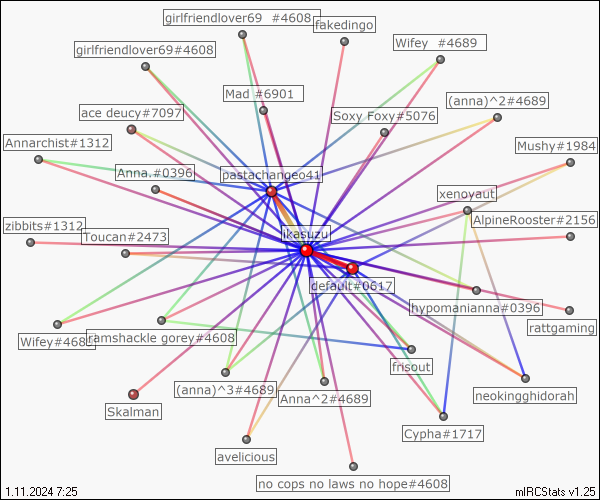 girlfriendlover69 #4608
fakedingo
Wifey #4689
girlfriendlover69#4608
Mad #6901
(anna)^2#4689
ace deucy#7097
Soxy Foxy#5076
Annarchist#1312
Mushy#1984
Anna.#0396
pastachangeo41
xenoyaut
zibbits#1312
AlpineRooster#2156
Toucan#2473
ikasuzu
default#0617
hypomanianna#0396
rattgaming
Wifey#468
ramshackle gorey#4608
frisout
(anna)^3#4689
Anna^2#4689
neokingghidorah
Skalman
Cypha#1717
avelicious
no cops no laws no hope#4608
1.11.2024 7:25
mIRCStats v1.25